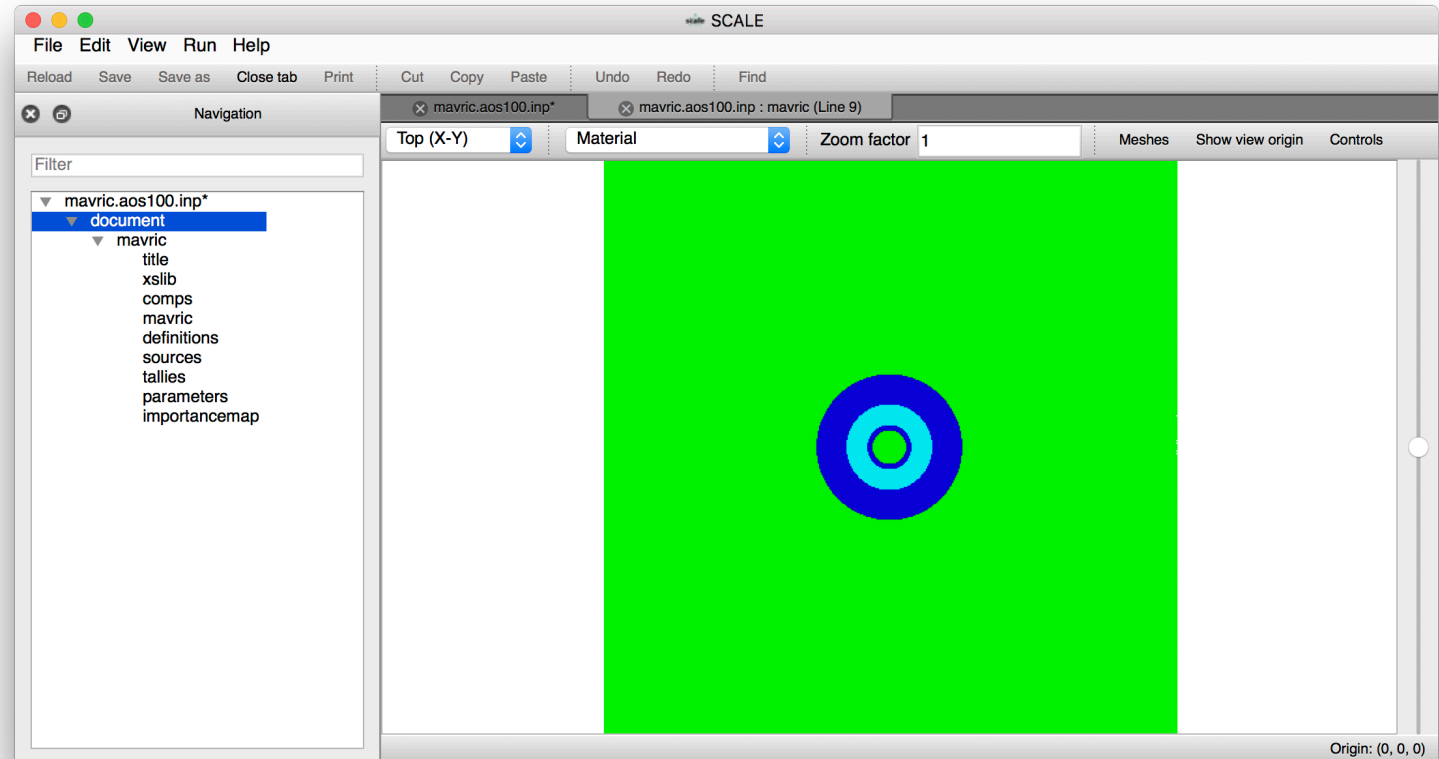 SCALE
File Edit View Run Help
Reload Save Save as Close tab Print Cut Copy Paste Undo Redo Find
Navigation
mavric.aos100.inp* mavric.aos100.inp : mavric (Line 9)
Top (X-Y) Material Zoom factor 1 Meshes Show view origin Controls
Filter
mavric.aos100.inp*
document
mavric
title
xslib
comps
mavric
definitions
sources
tallies
parameters
importancemap
Origin: (0, 0, 0)